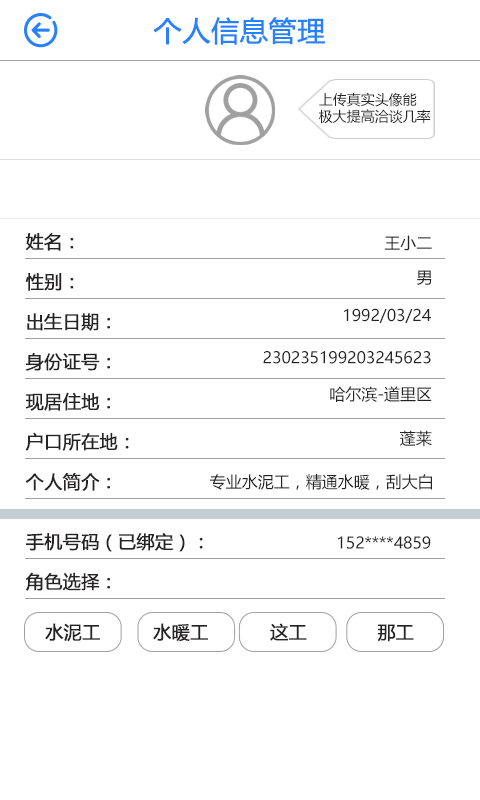 个人信息管理
上传真实头像能
极大提高洽谈几率
姓名： 王小二
性别： 男
出生日期： 1992/03/24
身份证号： 230235199203245623
现居住地： 哈尔滨-道里区
户口所在地： 蓬莱
个人简介： 专业水泥工，精通水暖，刮大白
手机号码（已绑定）： 152****4859
角色选择：
水泥工 水暖工 这工 那工